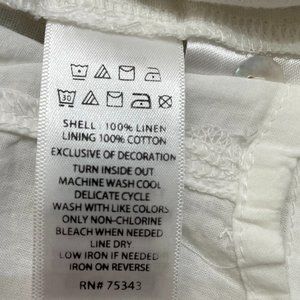 30
SHELL: 100% LINEN
LINING 100% COTTON
EXCLUSIVE OF DECORATION
TURN INSIDE OUT
MACHINE WASH COOL
DELICATE CYCLE
WASH WITH LIKE COLORS
ONLY NON-CHLORINE
BLEACH WHEN NEEDED
LINE DRY
LOW IRON IF NEEDED
IRON ON REVERSE
RN# 75343